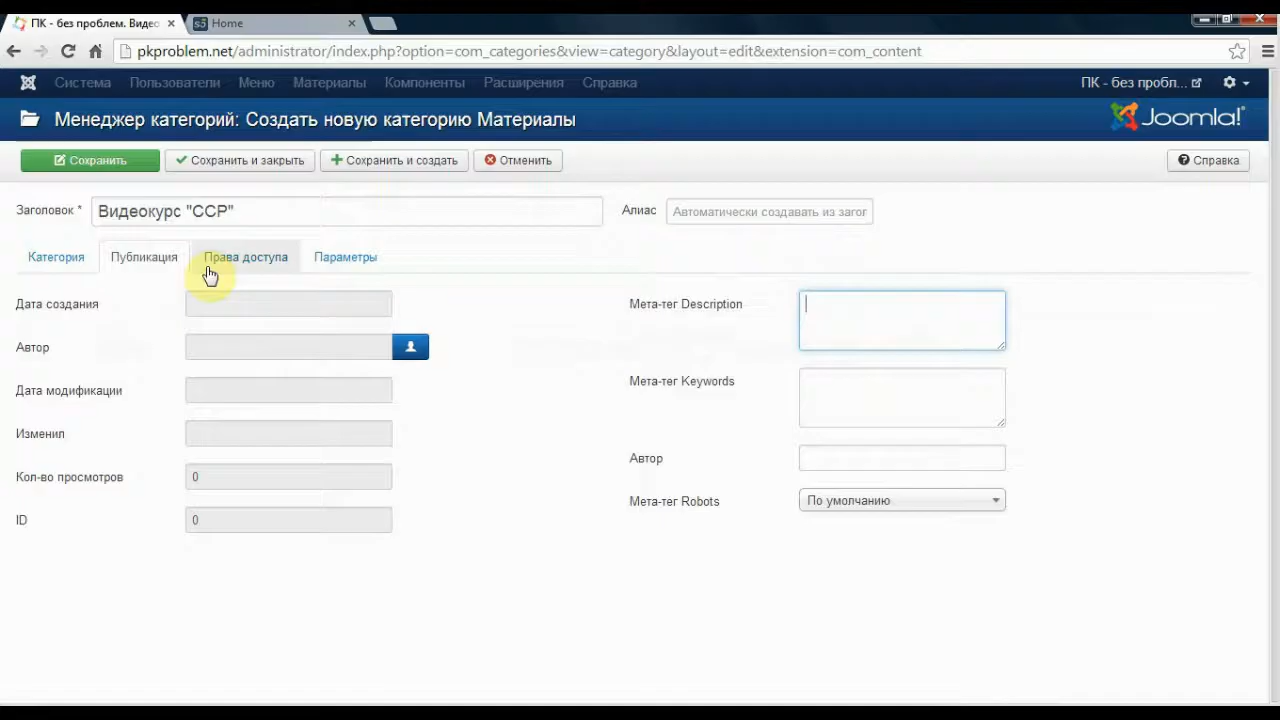 ПК - без проблем. Видео
Home
pkproblem.net/administrator/index.php?option=com_categories&view=category&layout=edit&extension=com_content
Система Пользователи Меню Материалы Компоненты Расширения Справка ПК - без пробл...
Менеджер категорий: Создать новую категорию Материалы
Joomla!
Сохранить Сохранить и закрыть Сохранить и создать Отменить Справка
Заголовок * Видеокурс "ССР" Алиас Автоматически создавать из загол
Категория Публикация Права доступа Параметры
Дата создания Мета-тег Description
Автор
Дата модификации Мета-тег Keywords
Изменил
Автор
Кол-во просмотров 0
Мета-тег Robots По умолчанию
ID 0